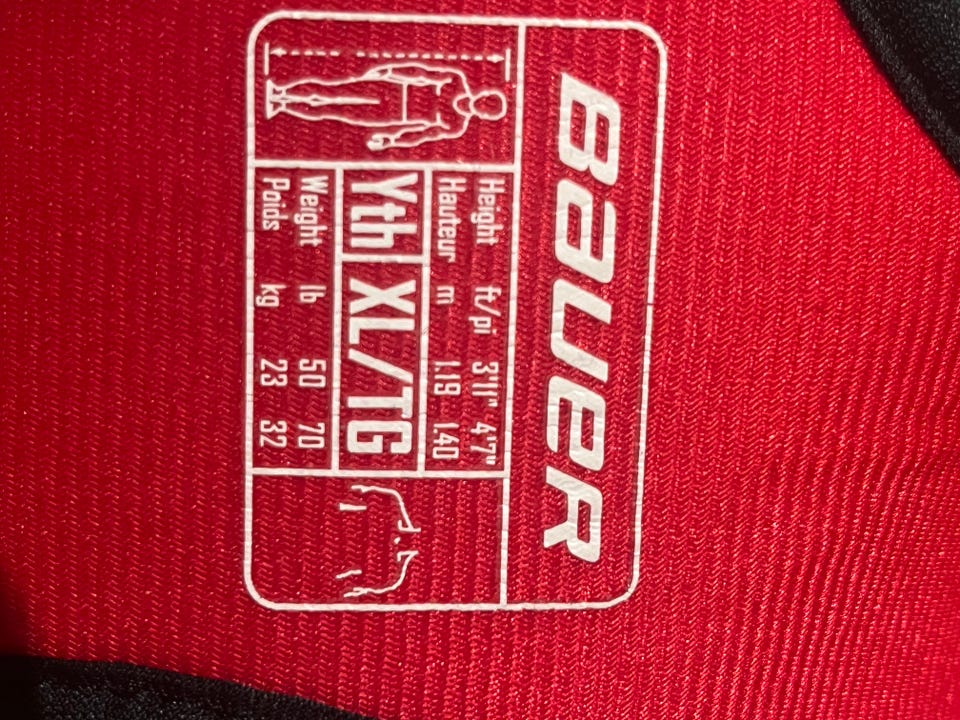 BAUER
Height ft/pi 3'11" 4'7"
Hauteur m 1.19 1.40
Yth XL/TG
Weight lb 50 70
Poids kg 23 32